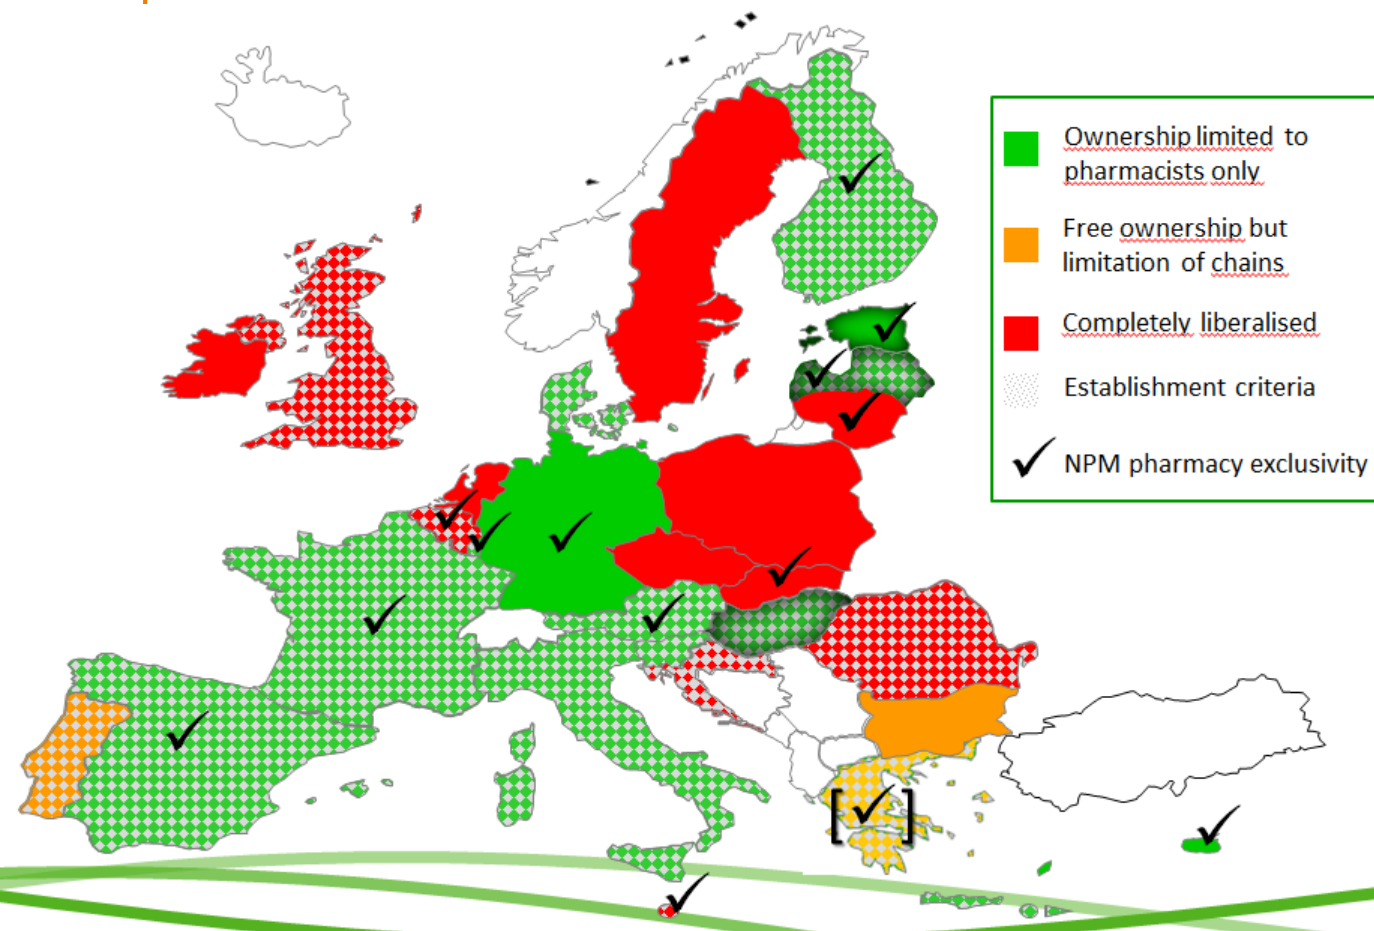 Ownership limited to
pharmacists only
Free ownership but
limitation of chains
Completely liberalised
Establishment criteria
NPM pharmacy exclusivity
[ ]